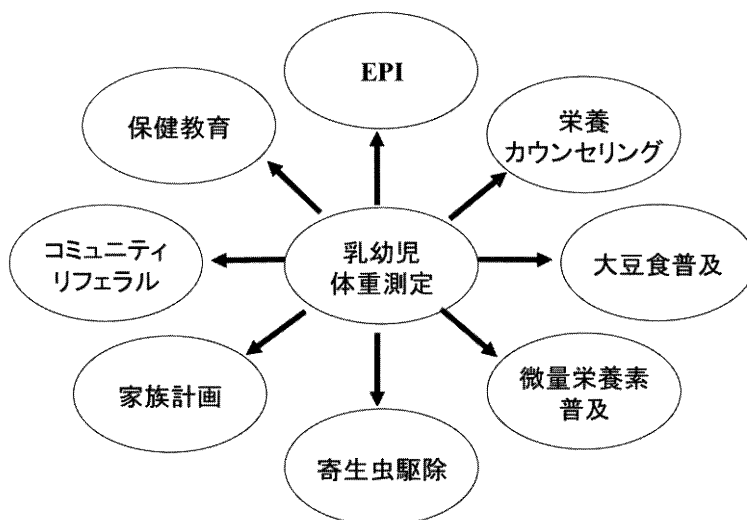 EPI
保健教育
栄養
カウンセリング
コミュニティ
リフェラル
乳幼児
体重測定
大豆食普及
家族計画
微量栄養素
普及
寄生虫駆除